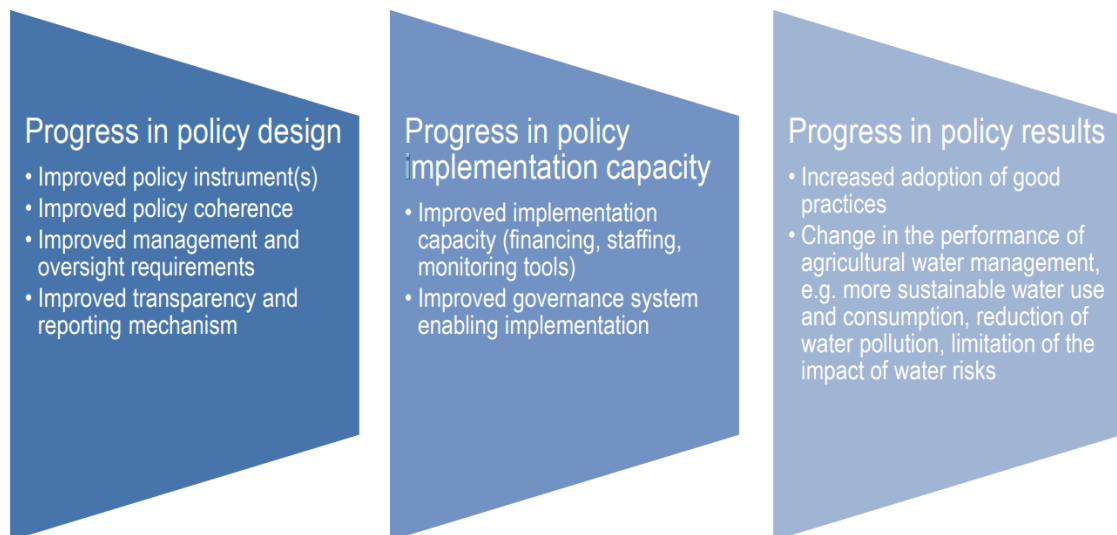 Progress in policy design
• Improved policy instrument(s)
• Improved policy coherence
• Improved management and
oversight requirements
• Improved transparency and
reporting mechanism
Progress in policy
implementation capacity
• Improved implementation
capacity (financing, staffing,
monitoring tools)
• Improved governance system
enabling implementation
Progress in policy results
• Increased adoption of good
practices
• Change in the performance of
agricultural water management,
e.g. more sustainable water use
and consumption, reduction of
water pollution, limitation of the
impact of water risks